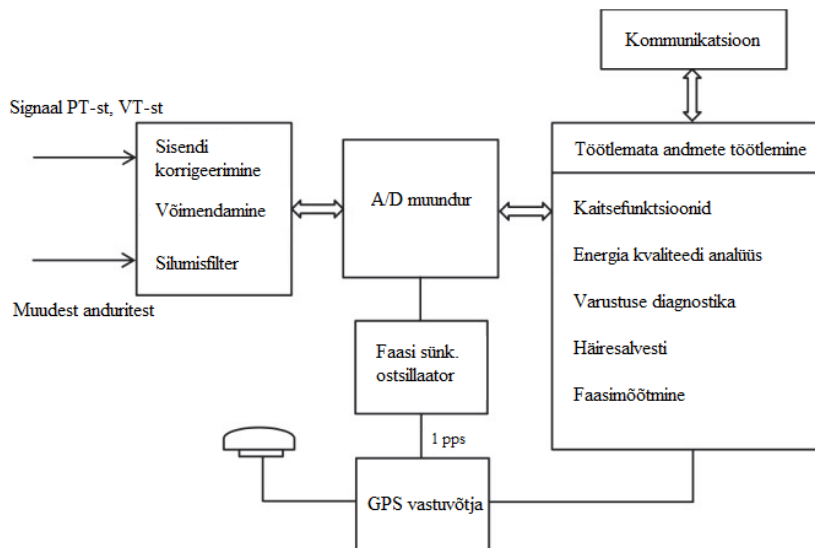 Kommunikatsioon
Signaal PT-st, VT-st
Sisendi
korrigeerimine
Võimendamine
Silumisfilter
Muudest anduritest
A/D muundur
Faasi sünk.
ostsillaator
1 pps
GPS vastuvõtja
Töötlemata andmete töötlemine
Kaitsefunktsioonid
Energia kvaliteedi analüüs
Varustuse diagnostika
Häiresalvesti
Faasimõõtmine